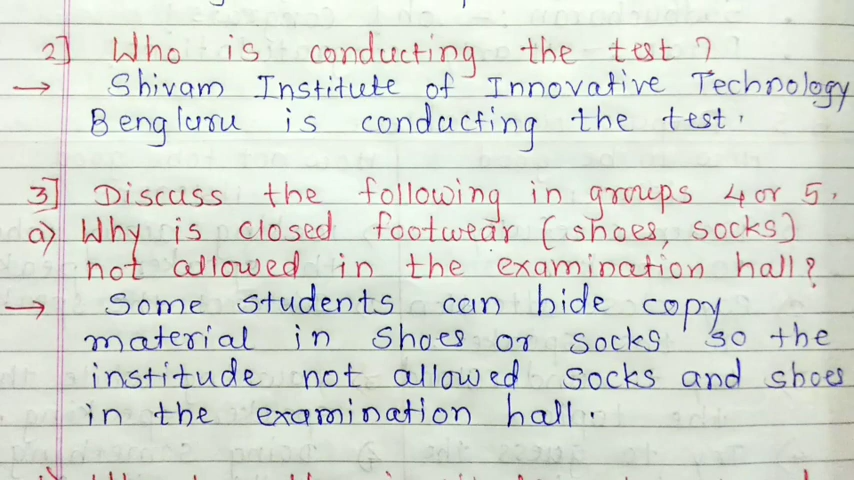 2] Who is conducting the test?
→ Shivam Institute of Innovative Technology
Bengluru is conducting the test.
3] Discuss the following in groups 4 or 5.
a) Why is closed footwear (shoes, socks)
not allowed in the examination hall?
→ Some students can hide copy
material in shoes or socks so the
institude not allowed socks and shoes
in the examination hall.